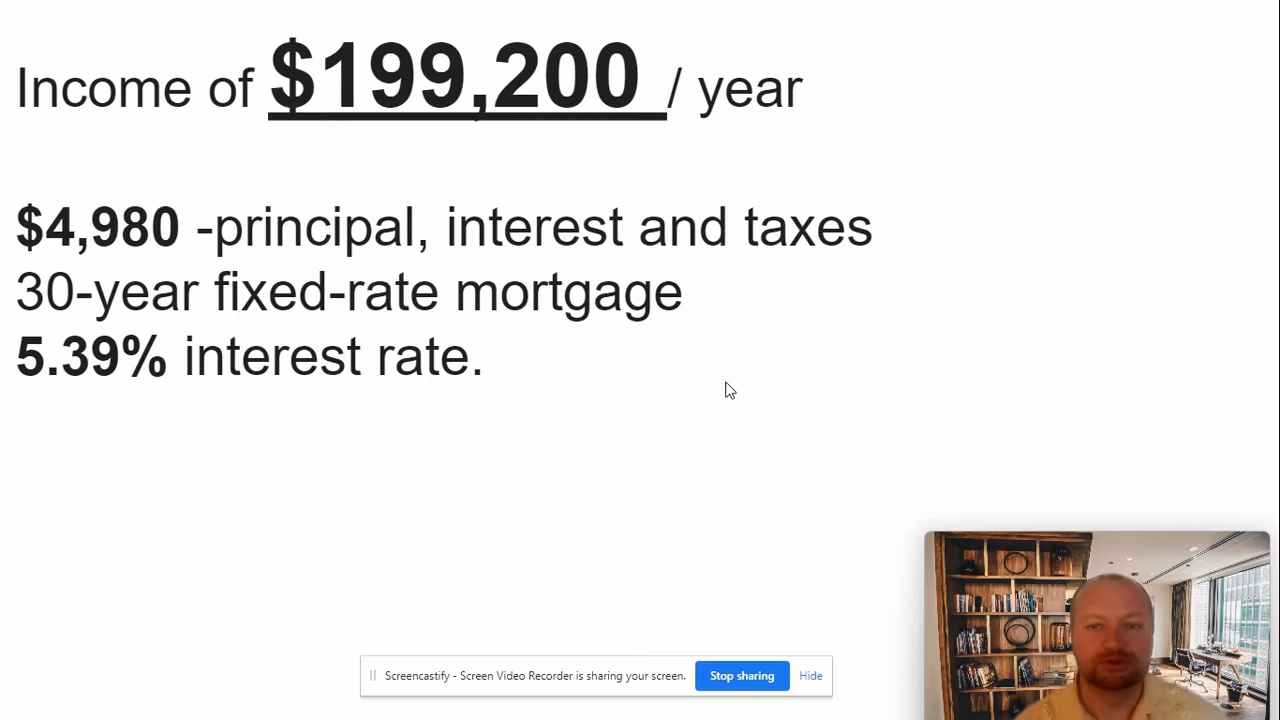 Income of $199,200 / year
$4,980 -principal, interest and taxes
30-year fixed-rate mortgage
5.39% interest rate.
Screencastify - Screen Video Recorder is sharing your screen. Stop sharing Hide